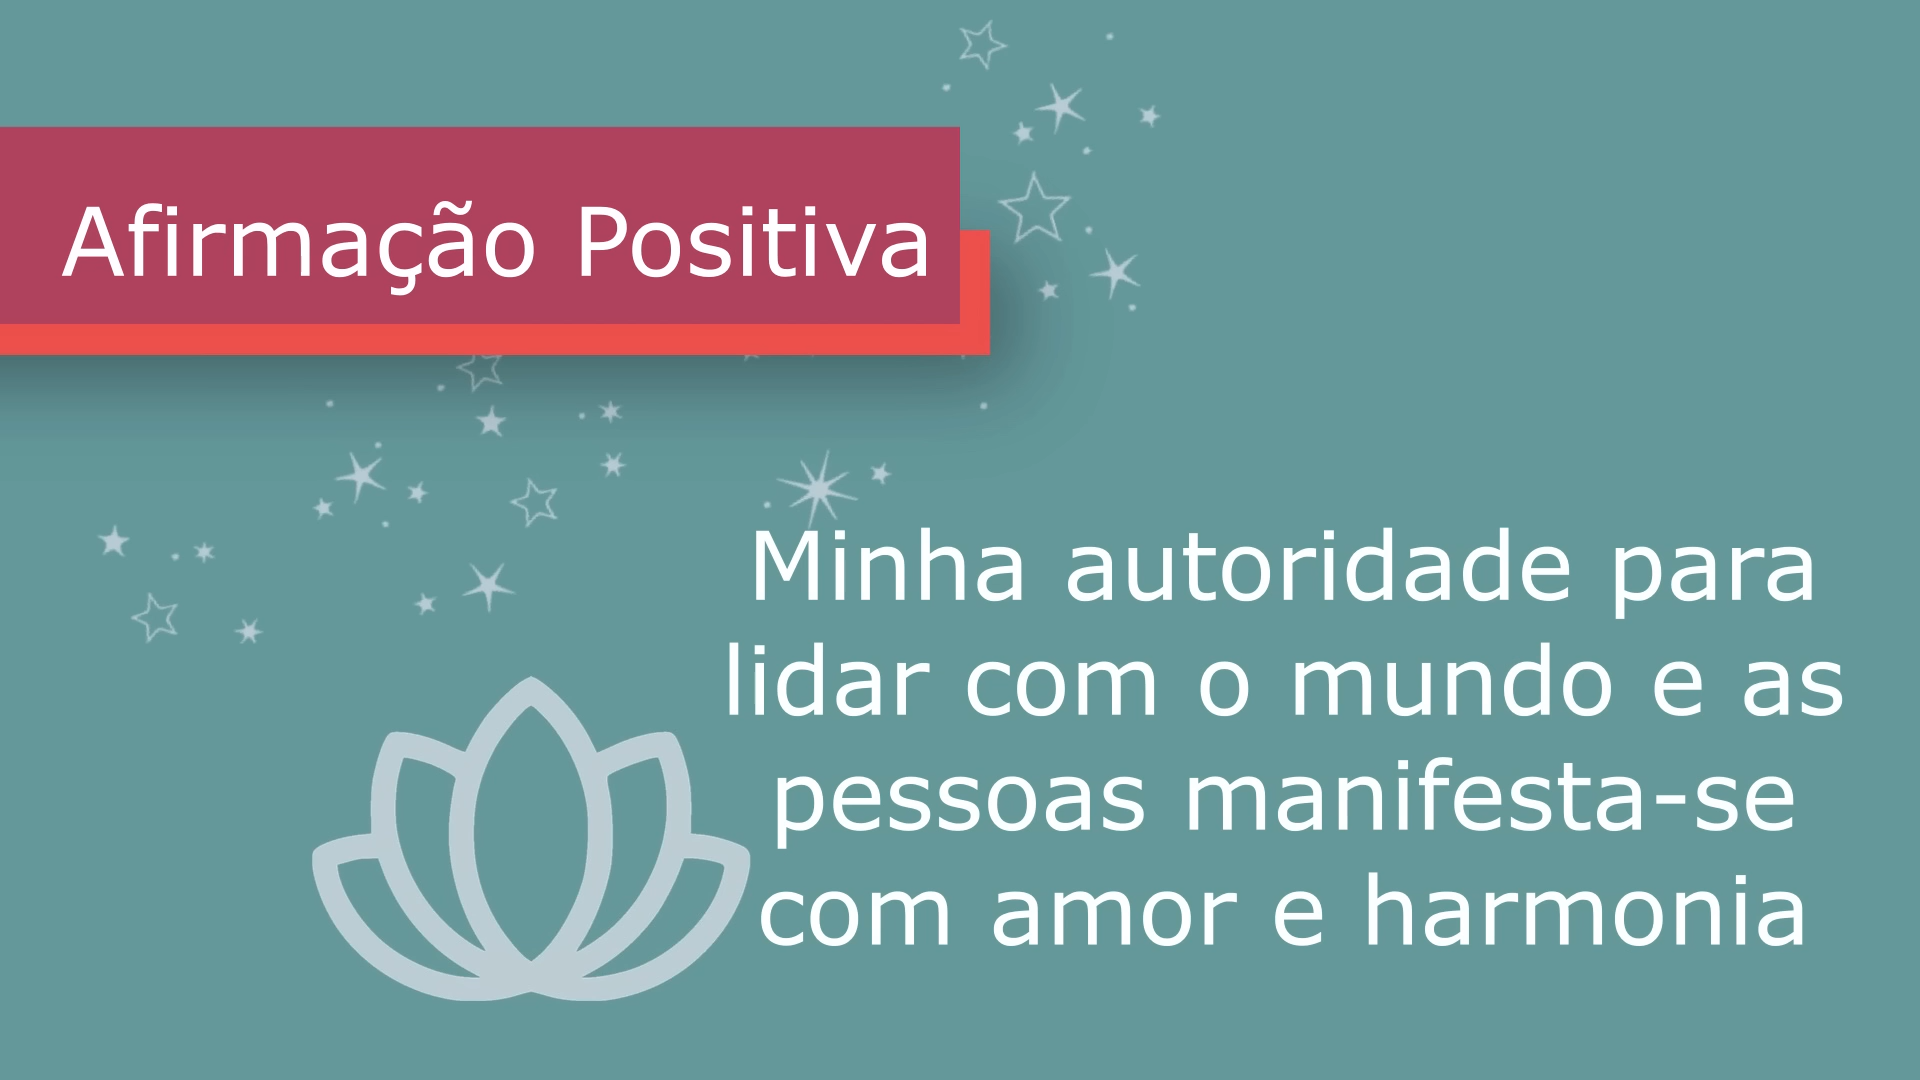 Afirmação Positiva
Minha autoridade para
lidar com o mundo e as
pessoas manifesta-se
com amor e harmonia